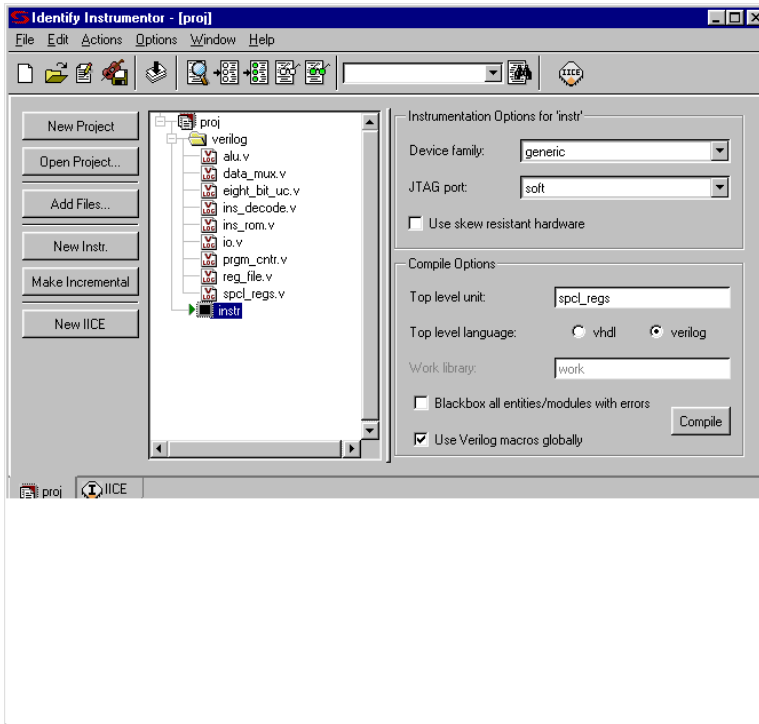 Identify Instrumentor - [proj]
File Edit Actions Options Window Help
IICE
New Project
Open Project...
Add Files...
New Instr.
Make Incremental
New IICE
proj
verilog
alu.v
data_mux.v
eight_bit_uc.v
ins_decode.v
ins_rom.v
io.v
prgm_cntr.v
reg_file.v
spcl_regs.v
instr
Instrumentation Options for 'instr'
Device family: generic
JTAG port: soft
Use skew resistant hardware
Compile Options
Top level unit: spcl_regs
Top level language: vhdl verilog
Work library: work
Blackbox all entities/modules with errors
Compile
Use Verilog macros globally
proj IICE